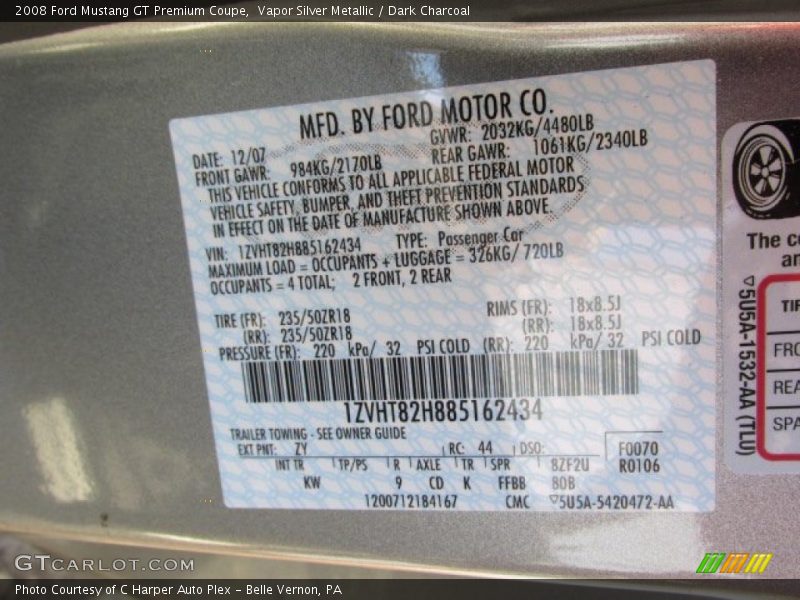 2008 Ford Mustang GT Premium Coupe,  Vapor Silver Metallic / Dark Charcoal
MFD. BY FORD MOTOR CO.
DATE: 12/07 GVWR: 2032KG/4480LB
FRONT GAWR: 984KG/2170LB REAR GAWR: 1061KG/2340LB
THIS VEHICLE CONFORMS TO ALL APPLICABLE FEDERAL MOTOR
VEHICLE SAFETY, BUMPER, AND THEFT PREVENTION STANDARDS
IN EFFECT ON THE DATE OF MANUFACTURE SHOWN ABOVE.
VIN: 1ZVHT82H885162434 TYPE: Passenger Car
MAXIMUM LOAD = OCCUPANTS + LUGGAGE = 326KG/ 720LB
OCCUPANTS = 4 TOTAL; 2 FRONT, 2 REAR
TIRE (FR): 235/50ZR18 RIMS (FR): 18x8.5J
(RR): 235/50ZR18 (RR): 18x8.5J
PRESSURE (FR): 220 kPa/ 32 PSI COLD (RR): 220 kPa/ 32 PSI COLD
1ZVHT82H885162434
TRAILER TOWING - SEE OWNER GUIDE
EXT PNT: ZY RC: 44 DSO: F0070
INT TR TP/PS R AXLE TR SPR 8ZF2U R0106
KW 9 CD K FFBB 80B
1200712184167 CMC ▽5U5A-5420472-AA
The
TIR
FRO
REA
SPA
▽5U5A-1532-AA (TLU)
GTCARLOT.COM
Photo Courtesy of C Harper Auto Plex – Belle Vernon, PA